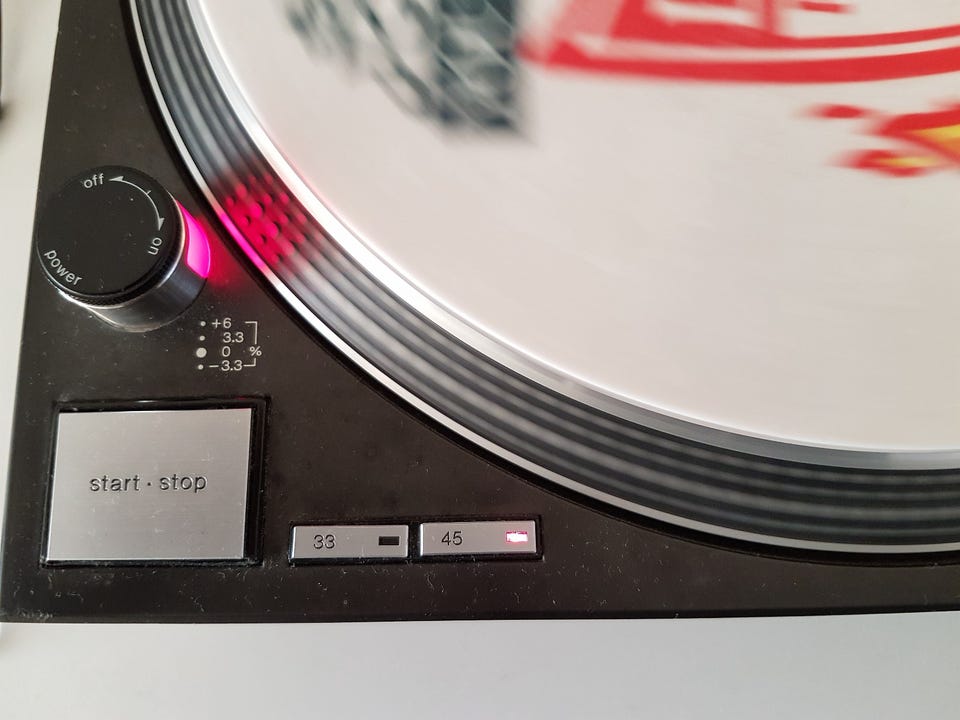 off
on
power
+6
3.3
0 %
−3.3
start · stop
33
45